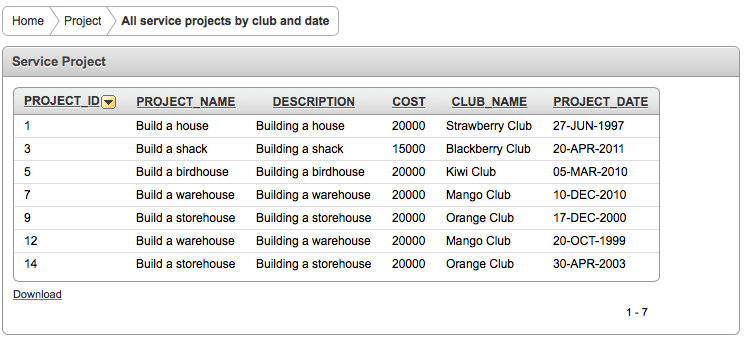 Home Project All service projects by club and date
Service Project
PROJECT_ID PROJECT_NAME DESCRIPTION COST CLUB_NAME PROJECT_DATE
1 Build a house Building a house 20000 Strawberry Club 27-JUN-1997
3 Build a shack Building a shack 15000 Blackberry Club 20-APR-2011
5 Build a birdhouse Building a birdhouse 20000 Kiwi Club 05-MAR-2010
7 Build a warehouse Building a warehouse 20000 Mango Club 10-DEC-2010
9 Build a storehouse Building a storehouse 20000 Orange Club 17-DEC-2000
12 Build a warehouse Building a warehouse 20000 Mango Club 20-OCT-1999
14 Build a storehouse Building a storehouse 20000 Orange Club 30-APR-2003
Download
1 - 7